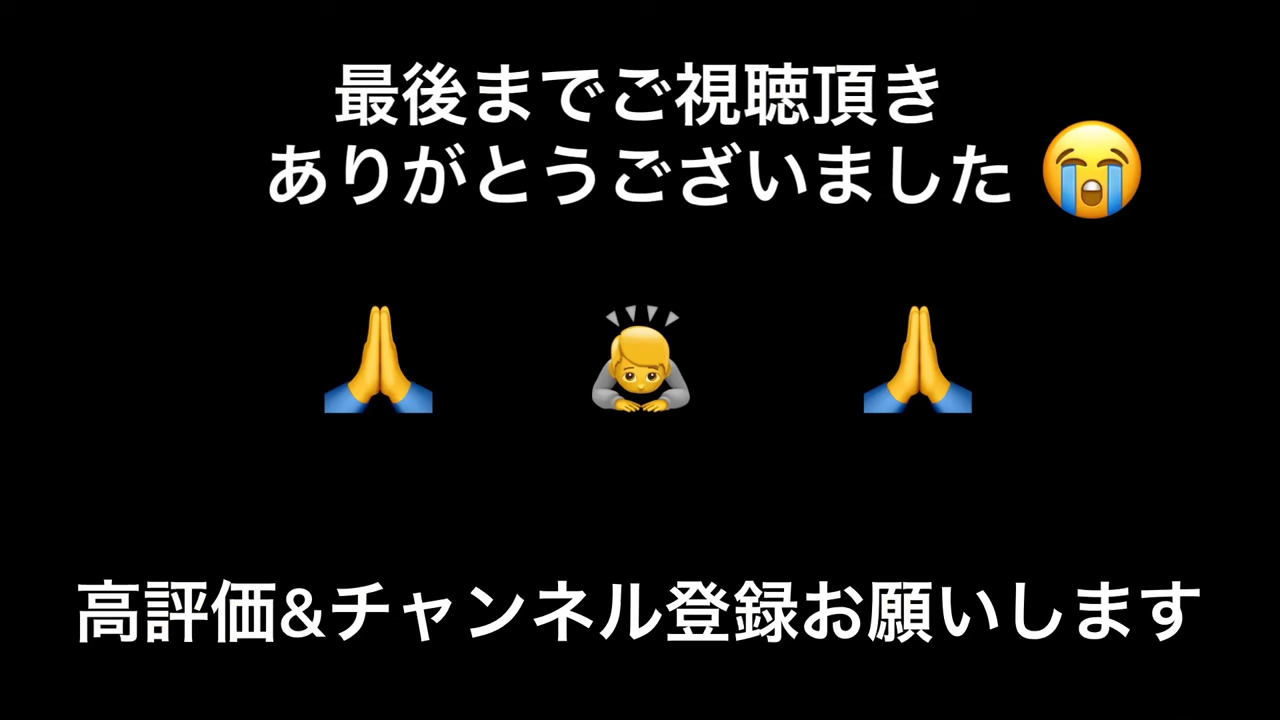 最後までご視聴頂き
ありがとうございました😭
🙏 🙇‍♂️ 🙏
高評価&チャンネル登録お願いします